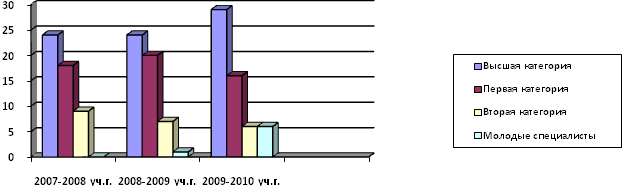 30
25
20
15
10
5
0
2007-2008 уч.г. 2008-2009 уч.г. 2009-2010 уч.г.
Высшая категория
Первая категория
Вторая категория
Молодые специалисты